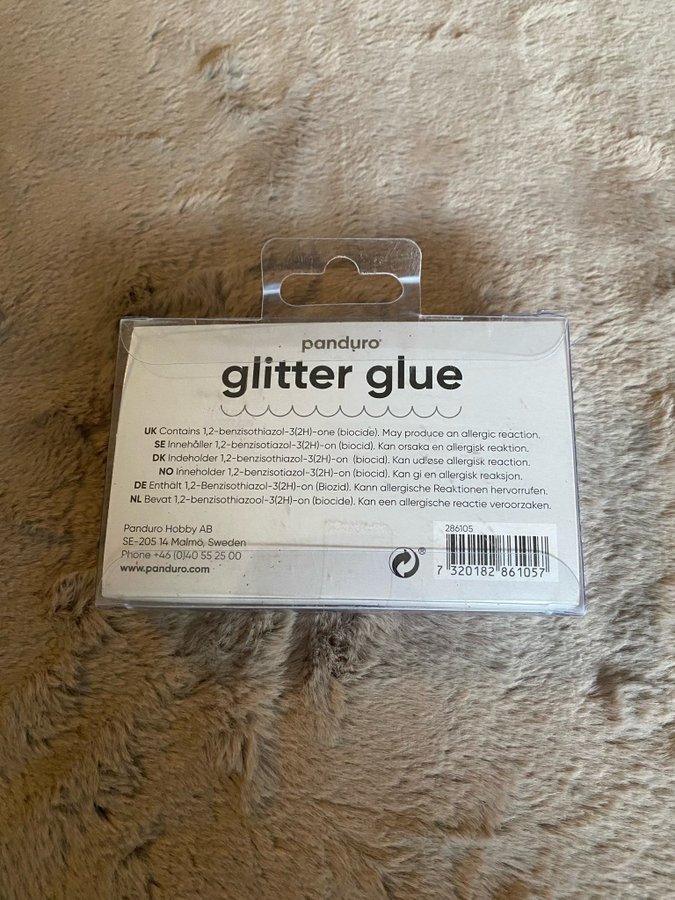 panduro®
glitter glue
UK Contains 1,2-benzisothiazol-3(2H)-one (biocide). May produce an allergic reaction.
SE Innehåller 1,2-benzisotiazol-3(2H)-on (biocid). Kan orsaka en allergisk reaktion.
DK Indeholder 1,2-benzisothiazol-3(2H)-on (biocid). Kan udløse allergisk reaction.
NO Inneholder 1,2-benzisotiazol-3(2H)-on (biocid). Kan gi en allergisk reaksjon.
DE Enthält 1,2-Benzisothiazol-3(2H)-on (Biozid). Kann allergische Reaktionen hervorrufen.
NL Bevat 1,2-benzisothiazool-3(2H)-on (biocide). Kan een allergische reactie veroorzaken.
Panduro Hobby AB
SE-205 14 Malmö, Sweden
Phone +46 (0)40 55 25 00
www.panduro.com
®
286105
7 320182 861057